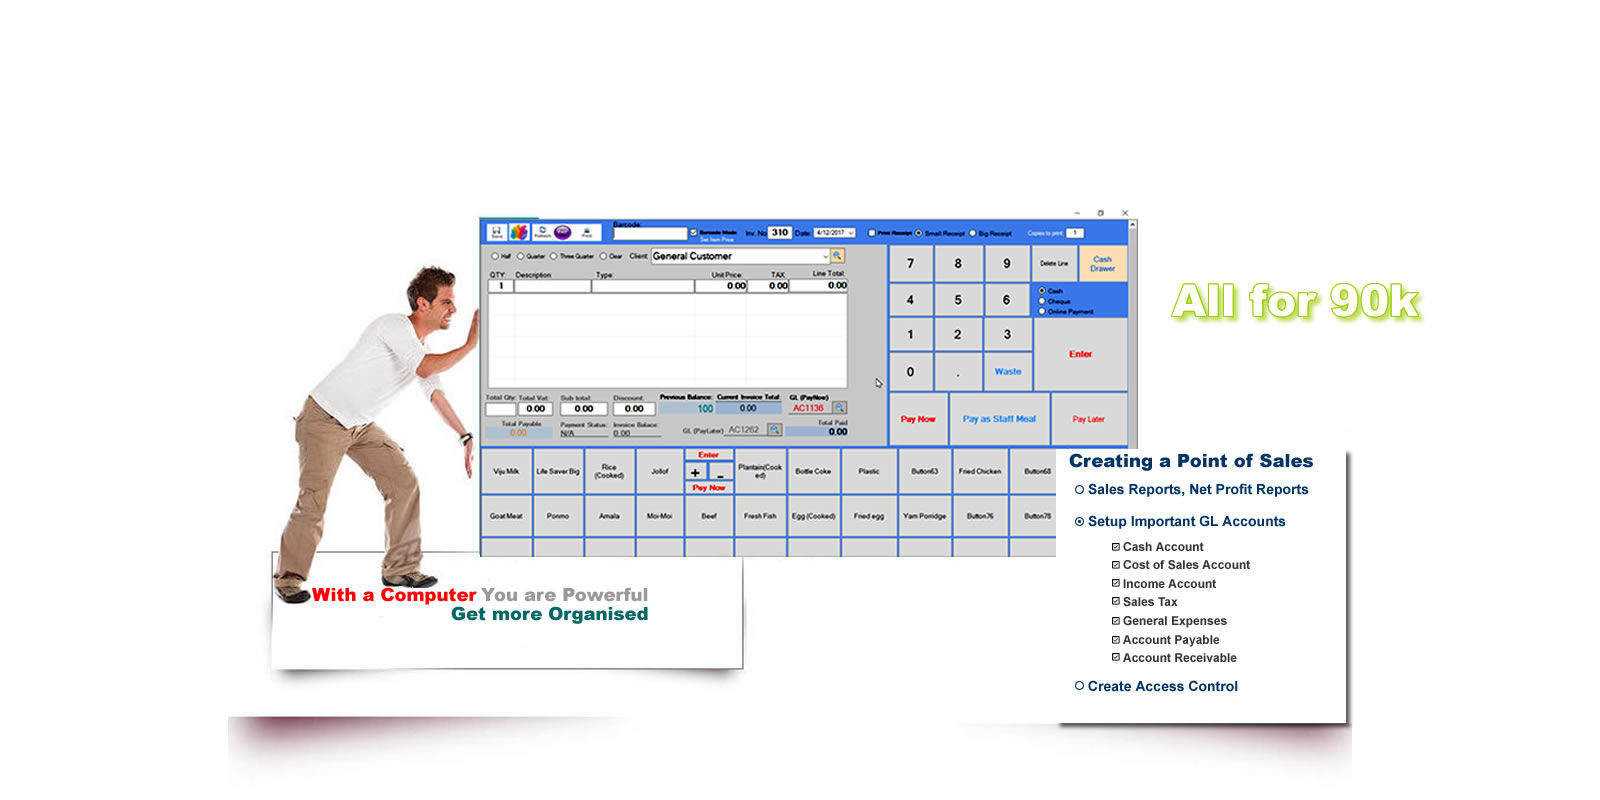 Barcode:
Save
Refresh
Print
Barcode Mode
Set Item Price
Inv. No 310 Date: 4/12/2017
Print Receipt Small Receipt Big Receipt
Copies to print: 1
Half Quarter Three Quarter Clear Client General Customer
QTY: Description: Type: Unit Price: TAX: Line Total:
1 0.00 0.00 0.00
7 8 9 Delete Line Cash Drawer
4 5 6
Cash
Cheque
Online Payment
1 2 3 Enter
0 . Waste
Total Qty: Total Vat: Sub total: Discount: Previous Balance: Current Invoice Total: GL (PayNow)
0.00 0.00 0.00 100 0.00 AC1136
Total Payable Payment Status: Invoice Balace: GL (PayLater) AC1262 Total Paid
0.00 N/A 0.00 0.00
Pay Now Pay as Staff Meal Pay Later
Viju Milk Life Saver Big Rice (Cooked) Jollof Enter + - Pay Now Plantain(Cooked) Bottle Coke Plastic Button63 Fried Chicken Button68
Goat Meat Ponmo Amala Moi-Moi Beef Fresh Fish Egg (Cooked) Fried egg Yam Porridge Button76 Button78
All for 90k
With a Computer You are Powerful
Get more Organised
Creating a Point of Sales
Sales Reports, Net Profit Reports
Setup Important GL Accounts
Cash Account
Cost of Sales Account
Income Account
Sales Tax
General Expenses
Account Payable
Account Receivable
Create Access Control